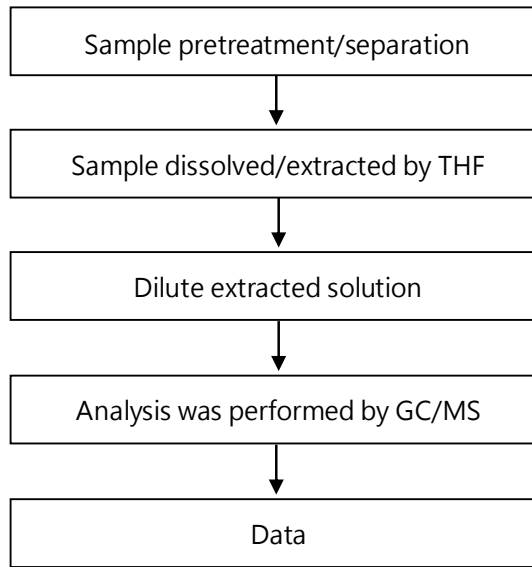 Sample pretreatment/separation
Sample dissolved/extracted by THF
Dilute extracted solution
Analysis was performed by GC/MS
Data